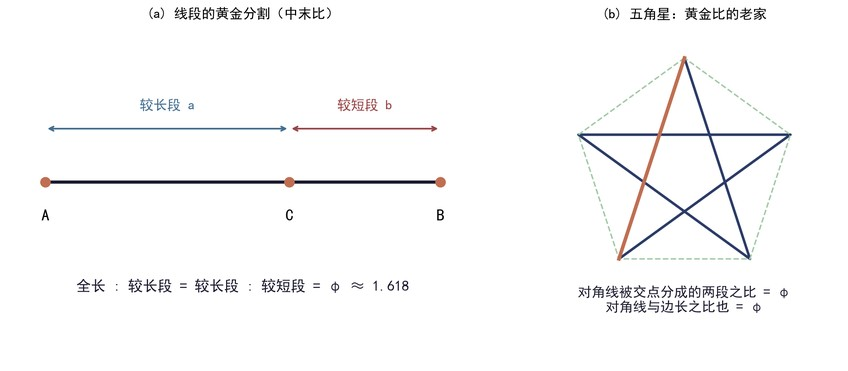 (a) 线段的黄金分割（中末比）
较长段 a
较短段 b
A
C
B
全长 : 较长段 = 较长段 : 较短段 = φ ≈ 1.618
(b) 五角星：黄金比的老家
对角线被交点分成的两段之比 = φ
对角线与边长之比也 = φ